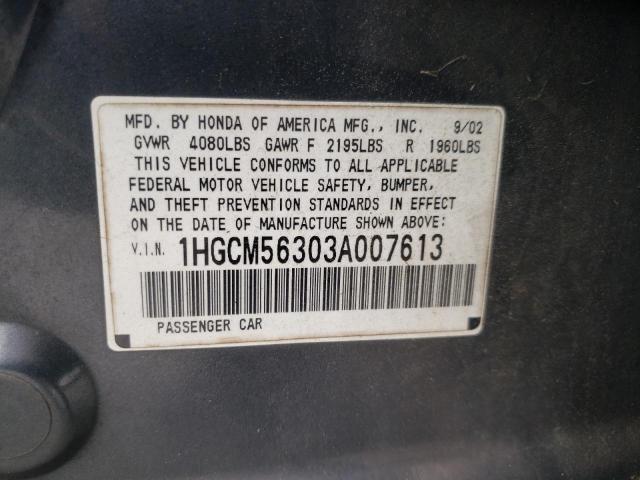 MFD. BY HONDA OF AMERICA MFG., INC. 9/02
GVWR 4080LBS GAWR F 2195LBS R 1960LBS
THIS VEHICLE CONFORMS TO ALL APPLICABLE
FEDERAL MOTOR VEHICLE SAFETY, BUMPER,
AND THEFT PREVENTION STANDARDS IN EFFECT
ON THE DATE OF MANUFACTURE SHOWN ABOVE:
V.I.N. 1HGCM56303A007613
PASSENGER CAR